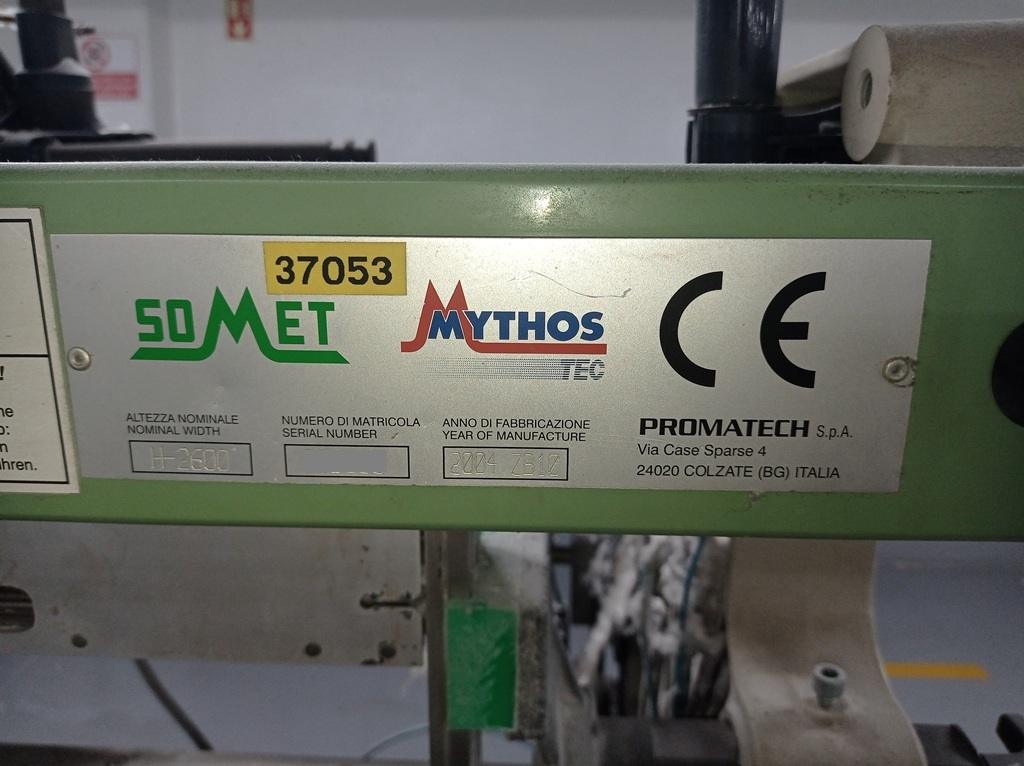 37053
SOMET
MYTHOS
TEC
CE
ALTEZZA NOMINALE
NOMINAL WIDTH
H-2600
NUMERO DI MATRICOLA
SERIAL NUMBER
ANNO DI FABBRICAZIONE
YEAR OF MANUFACTURE
2004 ZB10
PROMATECH S.p.A.
Via Case Sparse 4
24020 COLZATE (BG) ITALIA